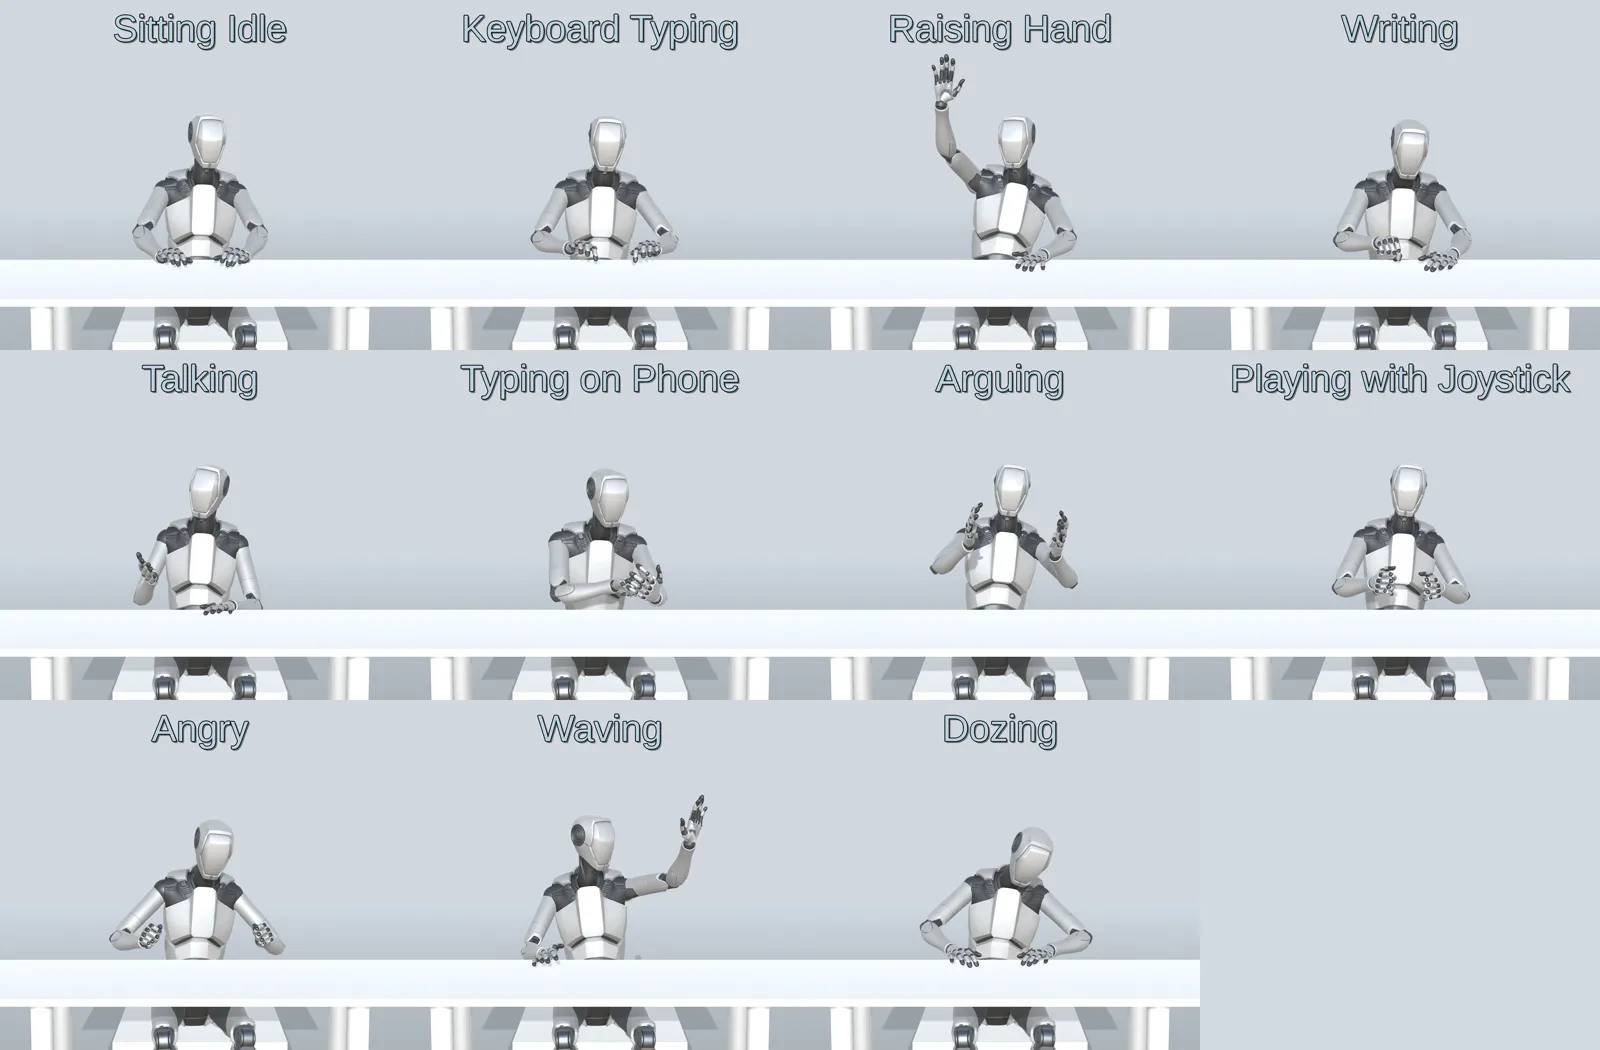 Sitting Idle
Keyboard Typing
Raising Hand
Writing
Talking
Typing on Phone
Arguing
Playing with Joystick
Angry
Waving
Dozing